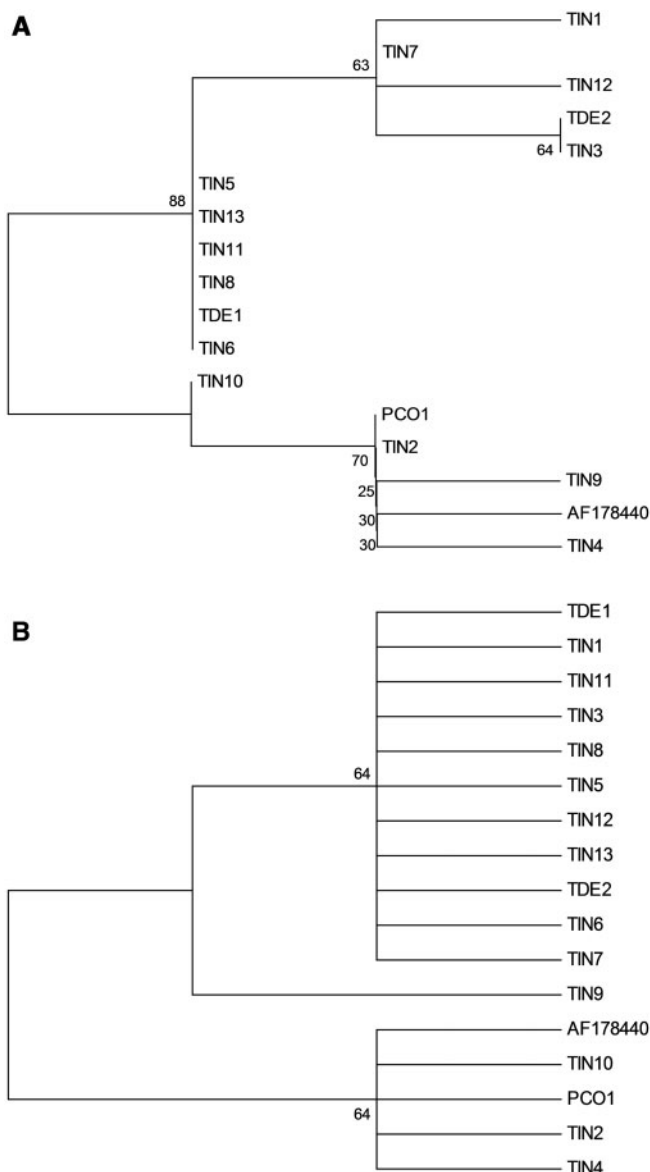 A
TIN1
63
TIN7
TIN12
TDE2
64
TIN3
88
TIN5
TIN13
TIN11
TIN8
TDE1
TIN6
TIN10
PCO1
TIN2
70
TIN9
25
AF178440
30
TIN4
30
B
TDE1
TIN1
TIN11
TIN3
TIN8
64
TIN5
TIN12
TIN13
TDE2
TIN6
TIN7
TIN9
AF178440
TIN10
PCO1
64
TIN2
TIN4